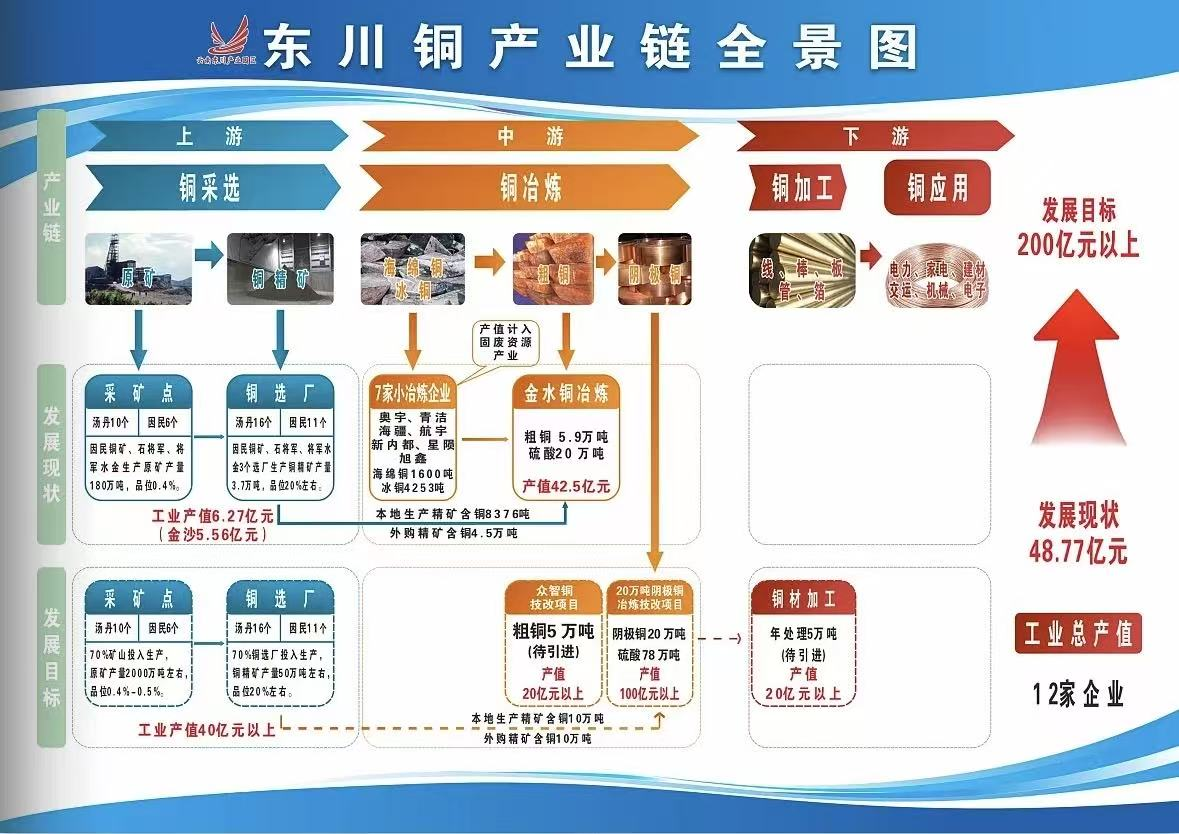 云南东川产业园区
东川铜产业链全景图
产业链
上游
中游
下游
铜采选
铜冶炼
铜加工
铜应用
原矿
铜精矿
海绵铜
冰铜
粗铜
阴极铜
线、棒、板
管、箔
电力、家电、建材
交运、机械、电子
发展目标
200亿元以上
产值计入
固废资源
产业
发展现状
采矿点
汤丹10个 因民6个
因民铜矿、石将军、将
军水金生产原矿产量
180万吨,品位0.4%。
铜选厂
汤丹16个 因民11个
因民铜矿、石将军、将军水
金3个选厂生产铜精矿产量
3.7万吨,品位20%左右。
工业产值6.27亿元
(金沙5.56亿元)
7家小冶炼企业
奥宇、青洁
海疆、航宇
新内都、星陨
旭鑫
海绵铜1600吨
冰铜4253吨
金水铜冶炼
粗铜 5.9万吨
硫酸20 万吨
产值42.5亿元
本地生产精矿含铜8376吨
外购精矿含铜4.5万吨
发展现状
48.77亿元
工业总产值
12家企业
发展目标
采矿点
汤丹10个 因民6个
70%矿山投入生产,
原矿产量2000万吨左右,
品位0.4%-0.5%。
铜选厂
汤丹16个 因民11个
70%铜选厂投入生产,
铜精矿产量50万吨左右,
品位20%左右。
工业产值40亿元以上
众智铜
技改项目
粗铜5 万吨
(待引进)
产值
20亿元以上
20万吨阴极铜
冶炼技改项目
阴极铜20 万吨
硫酸78 万吨
产值
100亿元以上
本地生产精矿含铜10万吨
外购精矿含铜10万吨
铜材加工
年处理5万吨
(待引进)
产值
20亿元以上